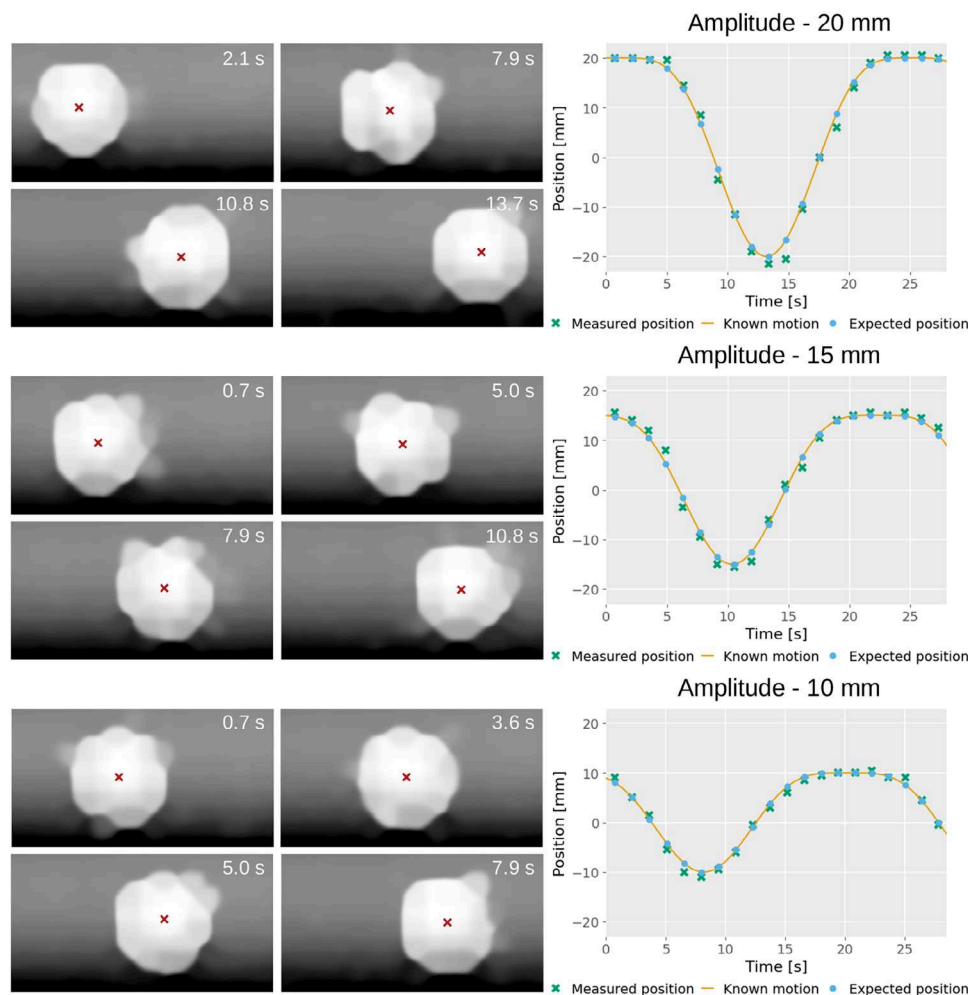 Amplitude - 20 mm
2.1 s
7.9 s
10.8 s
13.7 s
Position [mm]
20
10
0
−10
−20
0 5 10 15 20 25
Time [s]
Measured position Known motion Expected position
Amplitude - 15 mm
0.7 s
5.0 s
7.9 s
10.8 s
Position [mm]
20
10
0
−10
−20
0 5 10 15 20 25
Time [s]
Measured position Known motion Expected position
Amplitude - 10 mm
0.7 s
3.6 s
5.0 s
7.9 s
Position [mm]
20
10
0
−10
−20
0 5 10 15 20 25
Time [s]
Measured position Known motion Expected position